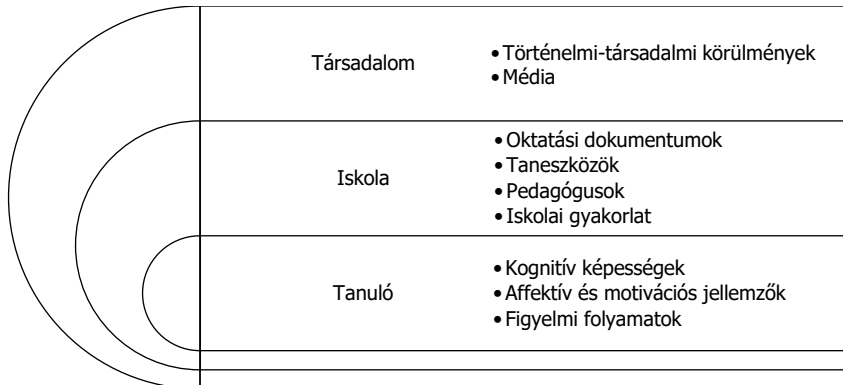 Társadalom
• Történelmi-társadalmi körülmények
• Média
Iskola
• Oktatási dokumentumok
• Taneszközök
• Pedagógusok
• Iskolai gyakorlat
Tanuló
• Kognitív képességek
• Affektív és motivációs jellemzők
• Figyelmi folyamatok